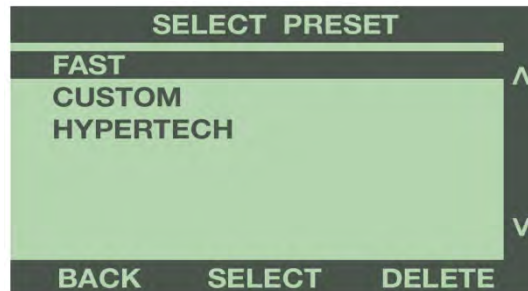 SELECT PRESET
FAST
CUSTOM
HYPERTECH
BACK SELECT DELETE